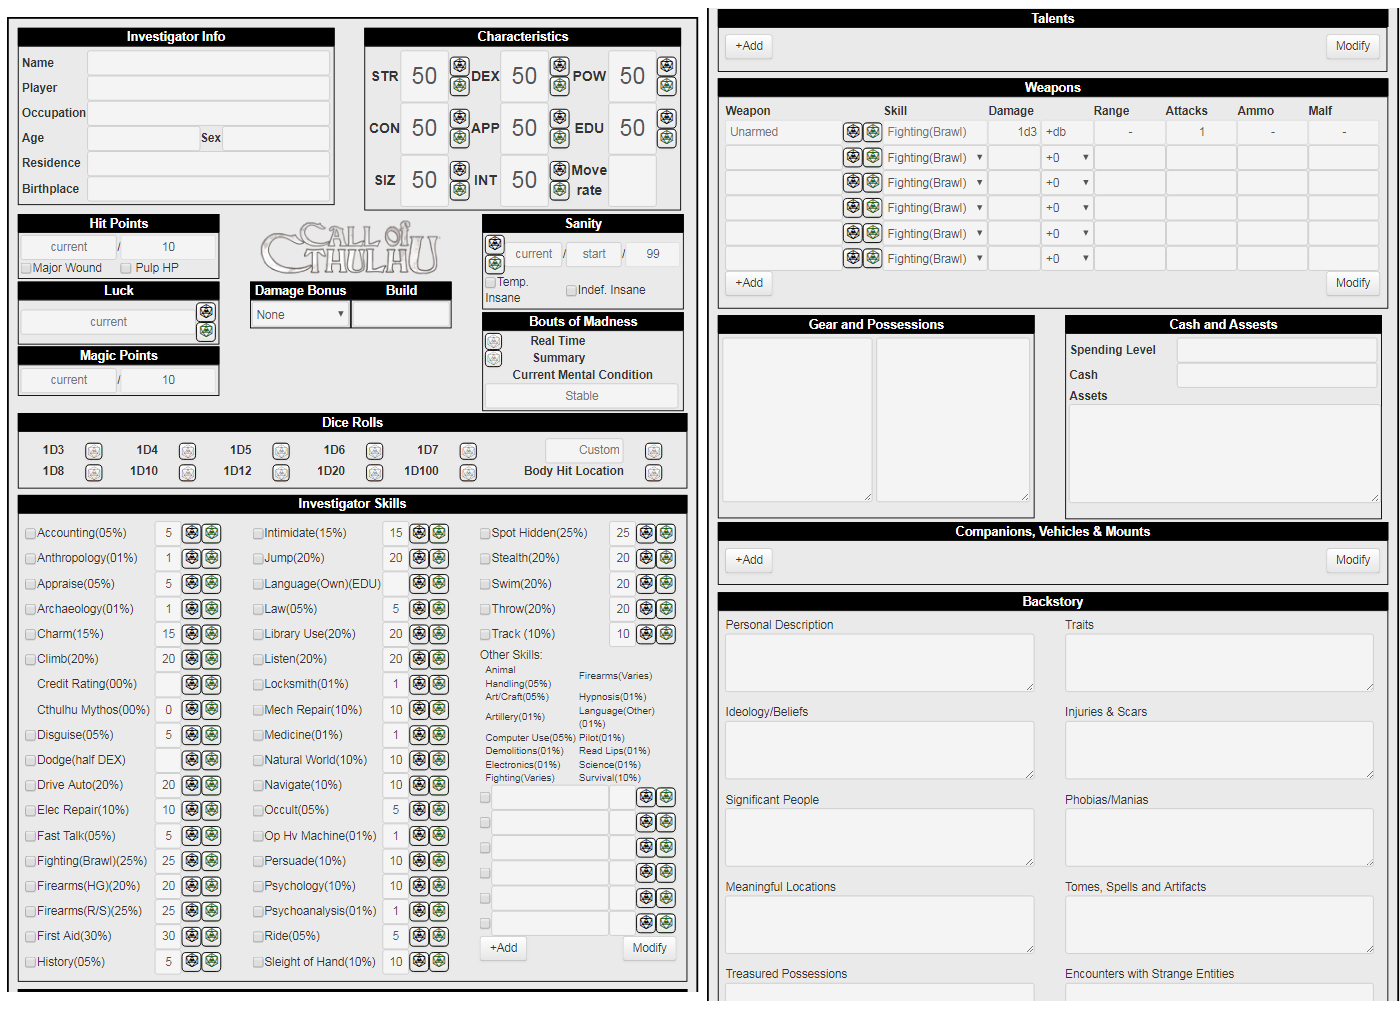 Investigator Info
Name
Player
Occupation
Age Sex
Residence
Birthplace
Characteristics
STR 50 DEX 50 POW 50
CON 50 APP 50 EDU 50
SIZ 50 INT 50 Move rate
Hit Points
current / 10
Major Wound Pulp HP
Luck
current
Magic Points
current / 10
CALL of CTHULHU
Damage Bonus Build
None
Sanity
current / start / 99
Temp. Insane Indef. Insane
Bouts of Madness
Real Time
Summary
Current Mental Condition
Stable
Dice Rolls
1D3 1D4 1D5 1D6 1D7 Custom
1D8 1D10 1D12 1D20 1D100 Body Hit Location
Investigator Skills
Accounting(05%) 5
Anthropology(01%) 1
Appraise(05%) 5
Archaeology(01%) 1
Charm(15%) 15
Climb(20%) 20
Credit Rating(00%)
Cthulhu Mythos(00%) 0
Disguise(05%) 5
Dodge(half DEX)
Drive Auto(20%) 20
Elec Repair(10%) 10
Fast Talk(05%) 5
Fighting(Brawl)(25%) 25
Firearms(HG)(20%) 20
Firearms(R/S)(25%) 25
First Aid(30%) 30
History(05%) 5
Intimidate(15%) 15
Jump(20%) 20
Language(Own)(EDU)
Law(05%) 5
Library Use(20%) 20
Listen(20%) 20
Locksmith(01%) 1
Mech Repair(10%) 10
Medicine(01%) 1
Natural World(10%) 10
Navigate(10%) 10
Occult(05%) 5
Op Hv Machine(01%) 1
Persuade(10%) 10
Psychology(10%) 10
Psychoanalysis(01%) 1
Ride(05%) 5
Sleight of Hand(10%) 10
Spot Hidden(25%) 25
Stealth(20%) 20
Swim(20%) 20
Throw(20%) 20
Track (10%) 10
Other Skills:
Animal
Handling(05%) Firearms(Varies)
Art/Craft(05%) Hypnosis(01%)
Artillery(01%) Language(Other)
(01%)
Computer Use(05%) Pilot(01%)
Demolitions(01%) Read Lips(01%)
Electronics(01%) Science(01%)
Fighting(Varies) Survival(10%)
+Add Modify
Talents
+Add Modify
Weapons
Weapon Skill Damage Range Attacks Ammo Malf
Unarmed Fighting(Brawl) 1d3 +db - 1 - -
Fighting(Brawl) +0
Fighting(Brawl) +0
Fighting(Brawl) +0
Fighting(Brawl) +0
Fighting(Brawl) +0
+Add Modify
Gear and Possessions
Cash and Assests
Spending Level
Cash
Assets
Companions, Vehicles & Mounts
+Add Modify
Backstory
Personal Description Traits
Ideology/Beliefs Injuries & Scars
Significant People Phobias/Manias
Meaningful Locations Tomes, Spells and Artifacts
Treasured Possessions Encounters with Strange Entities